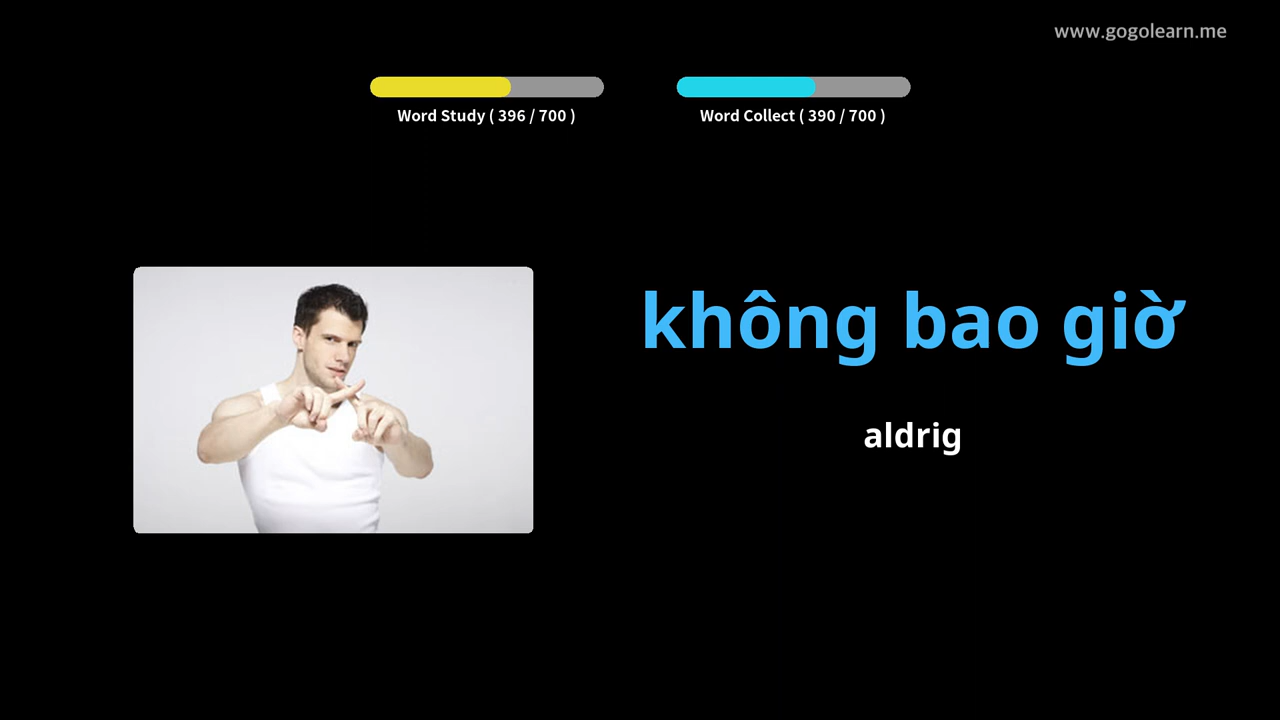 www.gogolearn.me
Word Study ( 396 / 700 )
Word Collect ( 390 / 700 )
không bao giờ
aldrig